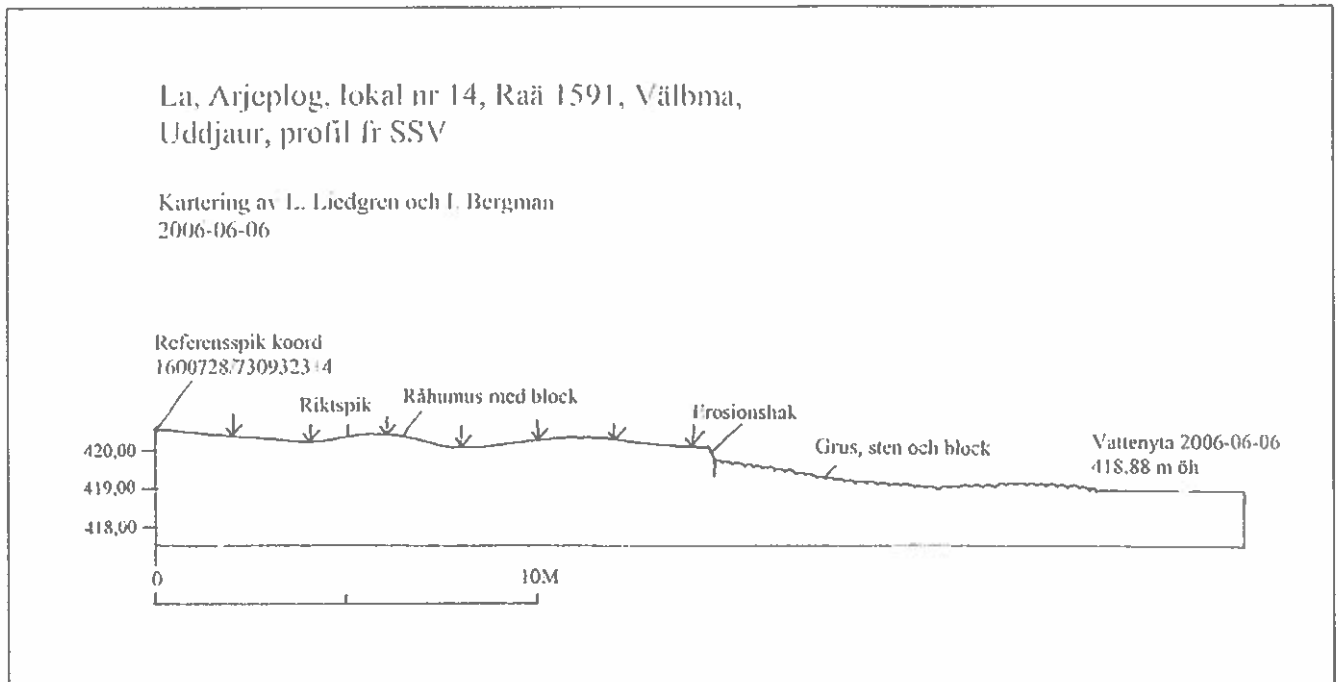 La, Arjeplog, lokal nr 14, Raä 1591, Välbma,
Uddjaur, profil fr SSV
Kartering av L. Liedgren och I. Bergman
2006-06-06
Referensspik koord
Riktspik
Råhumus med block
Erosionshak
Grus, sten och block
Vattenyta 2006-06-06
418.88 m öh
420,00
419,00
418,00
0
10M